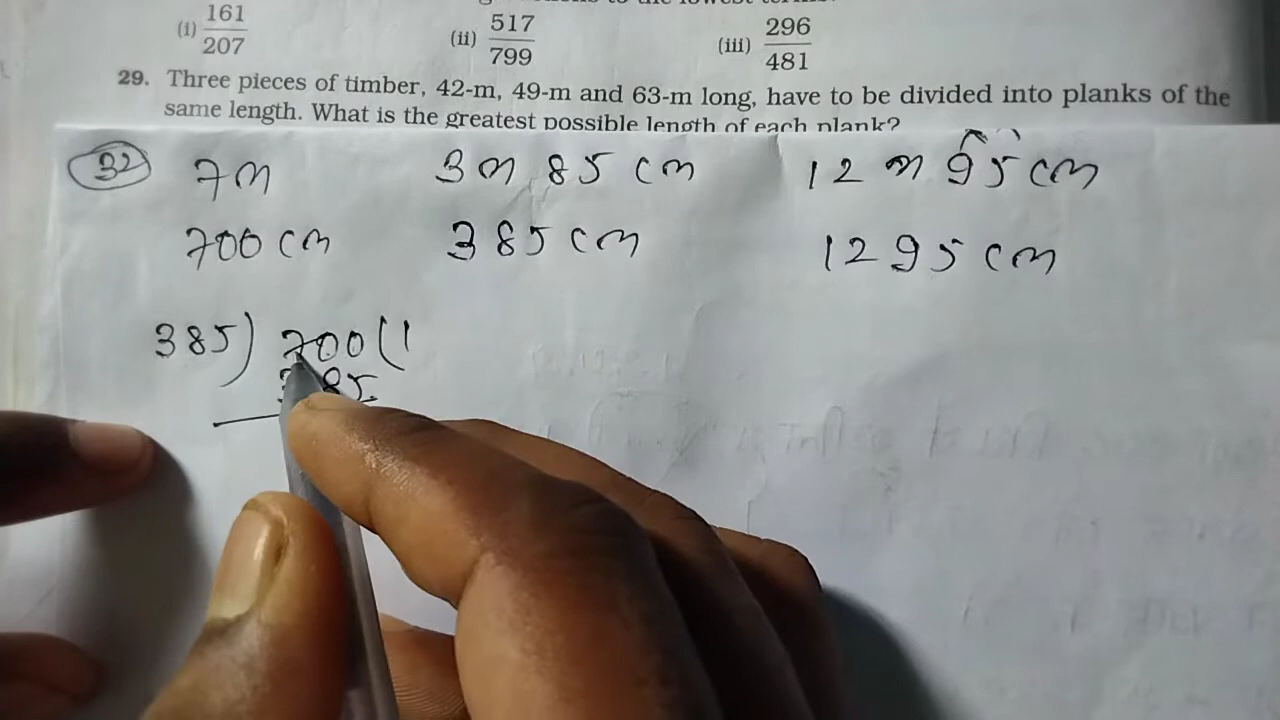 (i) 161/207 (ii) 517/799 (iii) 296/481
29. Three pieces of timber, 42-m, 49-m and 63-m long, have to be divided into planks of the
same length. What is the greatest possible length of each plank?
32 7m 3m 85 cm 12 m 95 cm
700 cm 385 cm 1295 cm
385) 700 (1
385